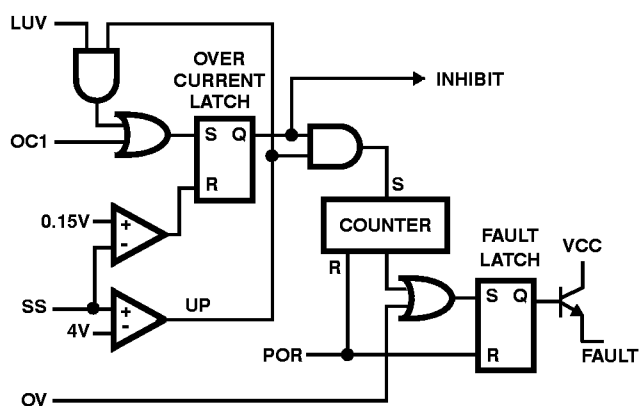 LUV
OVER
CURRENT
LATCH
INHIBIT
S Q
OC1
R
S
0.15V
+
-
COUNTER
R
FAULT
LATCH
VCC
SS
+
-
4V
UP
S Q
POR
R
FAULT
OV